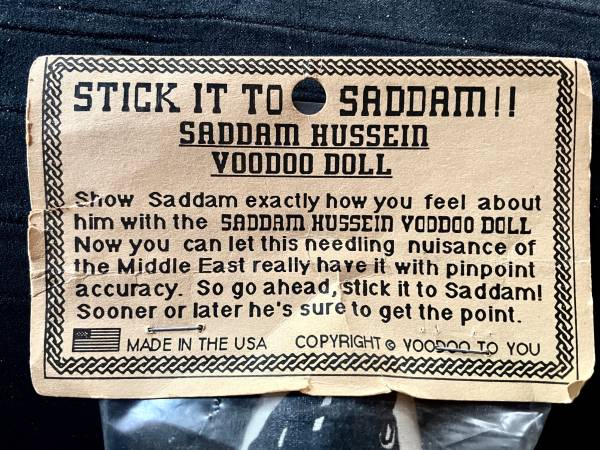 STICK IT TO SADDAM!!
SADDAM HUSSEIN
VOODOO DOLL
Show Saddam exactly how you feel about
him with the SADDAM HUSSEIN VOODOO DOLL
Now you can let this needling nuisance of
the Middle East really have it with pinpoint
accuracy. So go ahead, stick it to Saddam!
Sooner or later he's sure to get the point.
MADE IN THE USA COPYRIGHT © VOODOO TO YOU